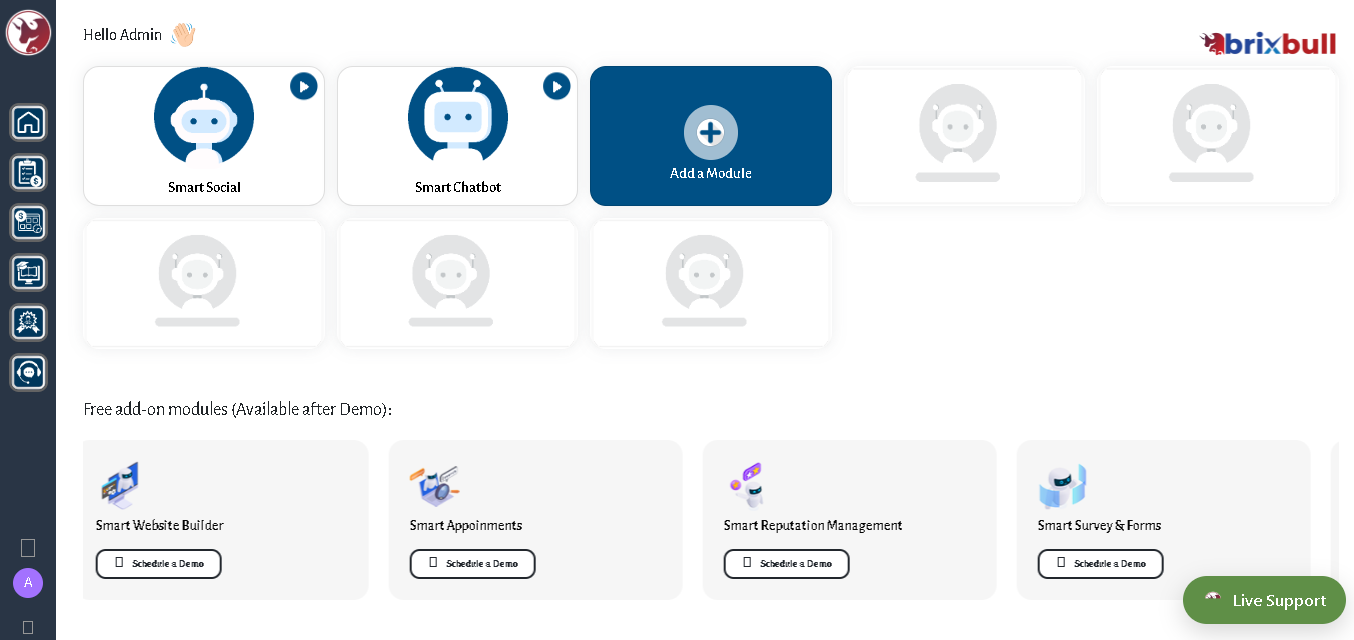 Hello Admin
brixbull
Smart Social
Smart Chatbot
Add a Module
Free add-on modules (Available after Demo):
Smart Website Builder
Smart Appoinments
Smart Reputation Management
Smart Survey & Forms
Schedule a Demo
Schedule a Demo
Schedule a Demo
Schedule a Demo
A
Live Support